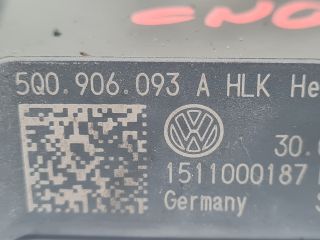 5Q0.906.093 A HLK He
30.
1511000187
Germany